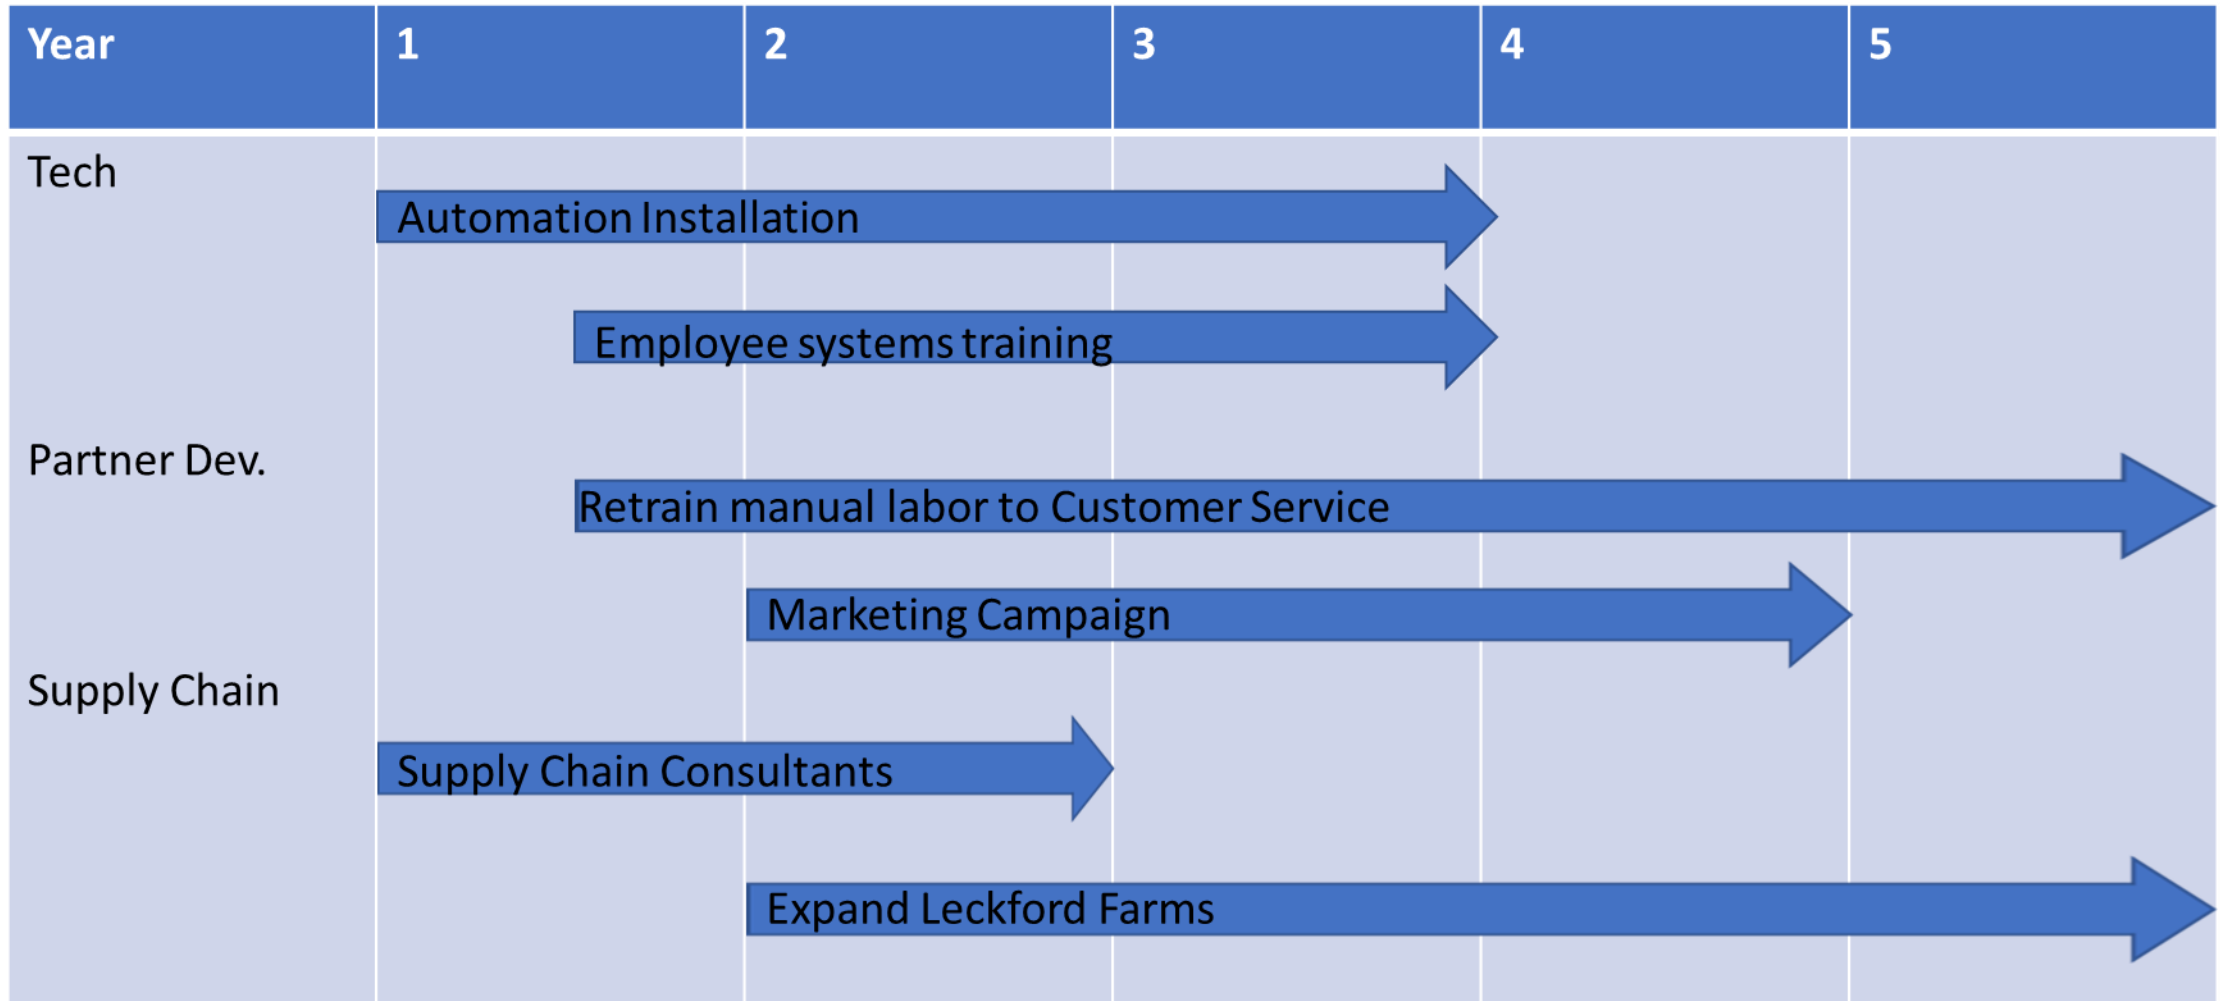 Year 1 2 3 4 5
Tech
Automation Installation
Employee systems training
Partner Dev.
Retrain manual labor to Customer Service
Marketing Campaign
Supply Chain
Supply Chain Consultants
Expand Leckford Farms